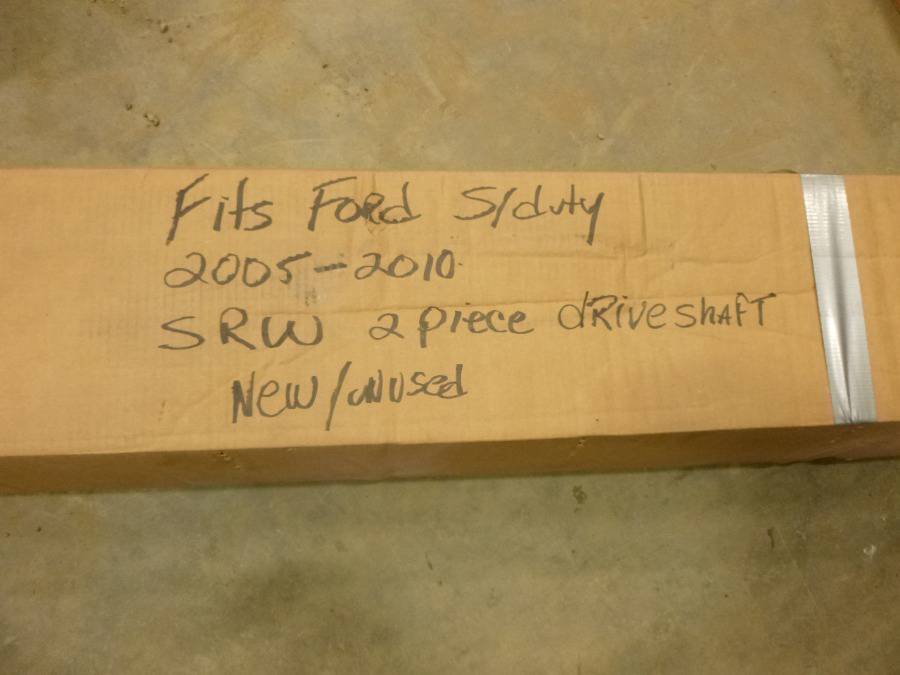 Fits Ford S/duty
2005-2010
SRW 2 piece driveshaft
New/unused